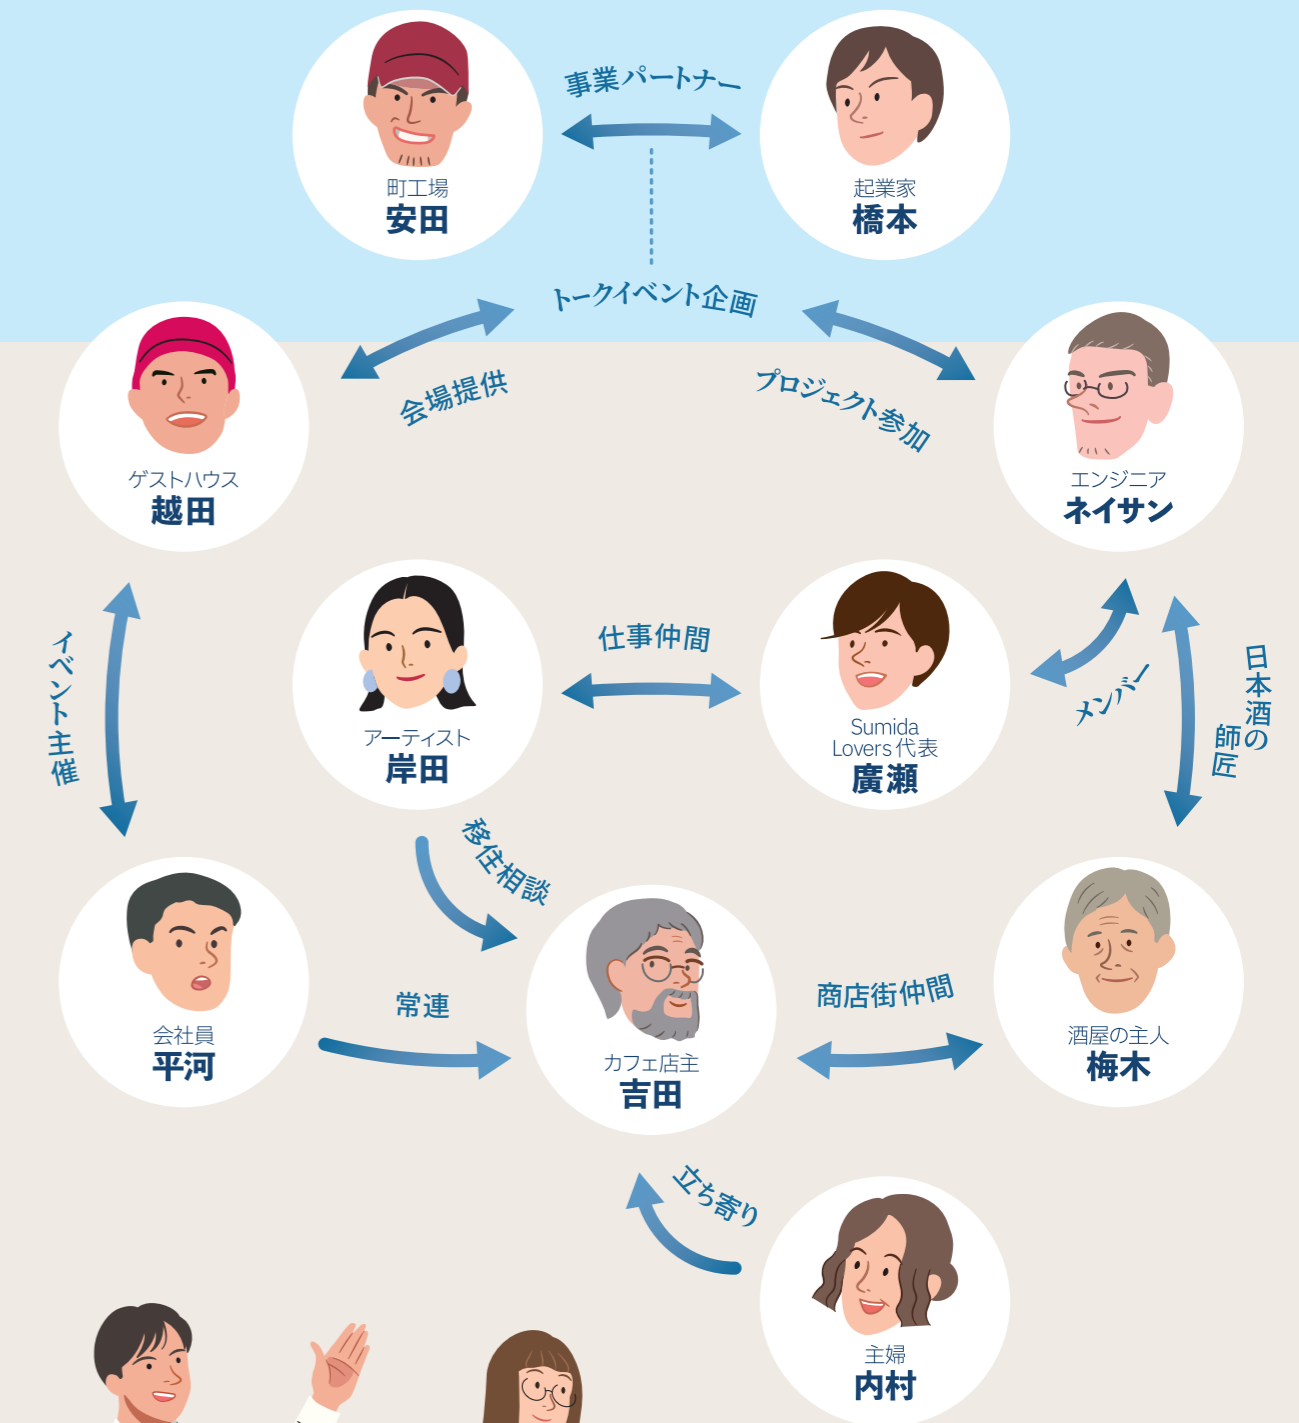 事業パートナー
町工場
安田
起業家
橋本
トークイベント企画
会場提供
プロジェクト参加
ゲストハウス
越田
エンジニア
ネイサン
イベント主催
仕事仲間
メンバー
日本酒の
師匠
アーティスト
岸田
Sumida
Lovers 代表
廣瀬
移住相談
会社員
平河
常連
カフェ店主
吉田
商店街仲間
酒屋の主人
梅木
立ち寄り
主婦
内村